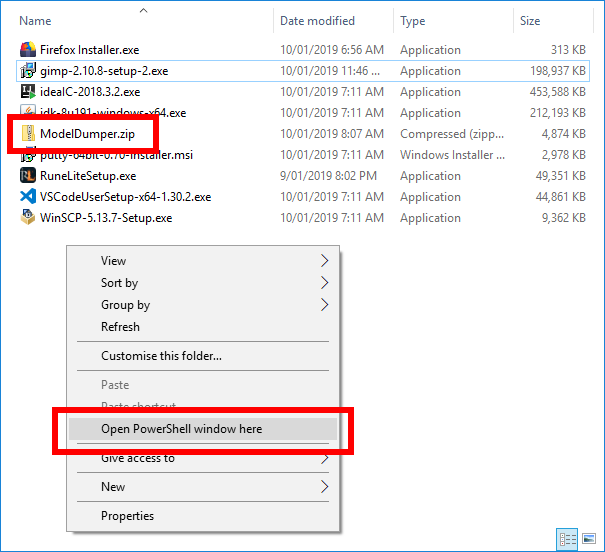 Name Date modified Type Size
Firefox Installer.exe 10/01/2019 6:56 AM Application 313 KB
gimp-2.10.8-setup-2.exe 10/01/2019 11:46 ... Application 198,937 KB
ideaIC-2018.3.2.exe 10/01/2019 7:11 AM Application 453,588 KB
jdk-8u191-windows-x64.exe 10/01/2019 7:11 AM Application 212,193 KB
ModelDumper.zip 10/01/2019 8:07 AM Compressed (zipp... 4,874 KB
putty-64bit-0.70-installer.msi 10/01/2019 7:11 AM Windows Installer ... 2,978 KB
RuneLiteSetup.exe 9/01/2019 8:02 PM Application 49,351 KB
VSCodeUserSetup-x64-1.30.2.exe 10/01/2019 7:11 AM Application 44,861 KB
WinSCP-5.13.7-Setup.exe 10/01/2019 7:11 AM Application 9,362 KB
View
Sort by
Group by
Refresh
Customise this folder...
Paste
Paste shortcut
Open PowerShell window here
Give access to
New
Properties